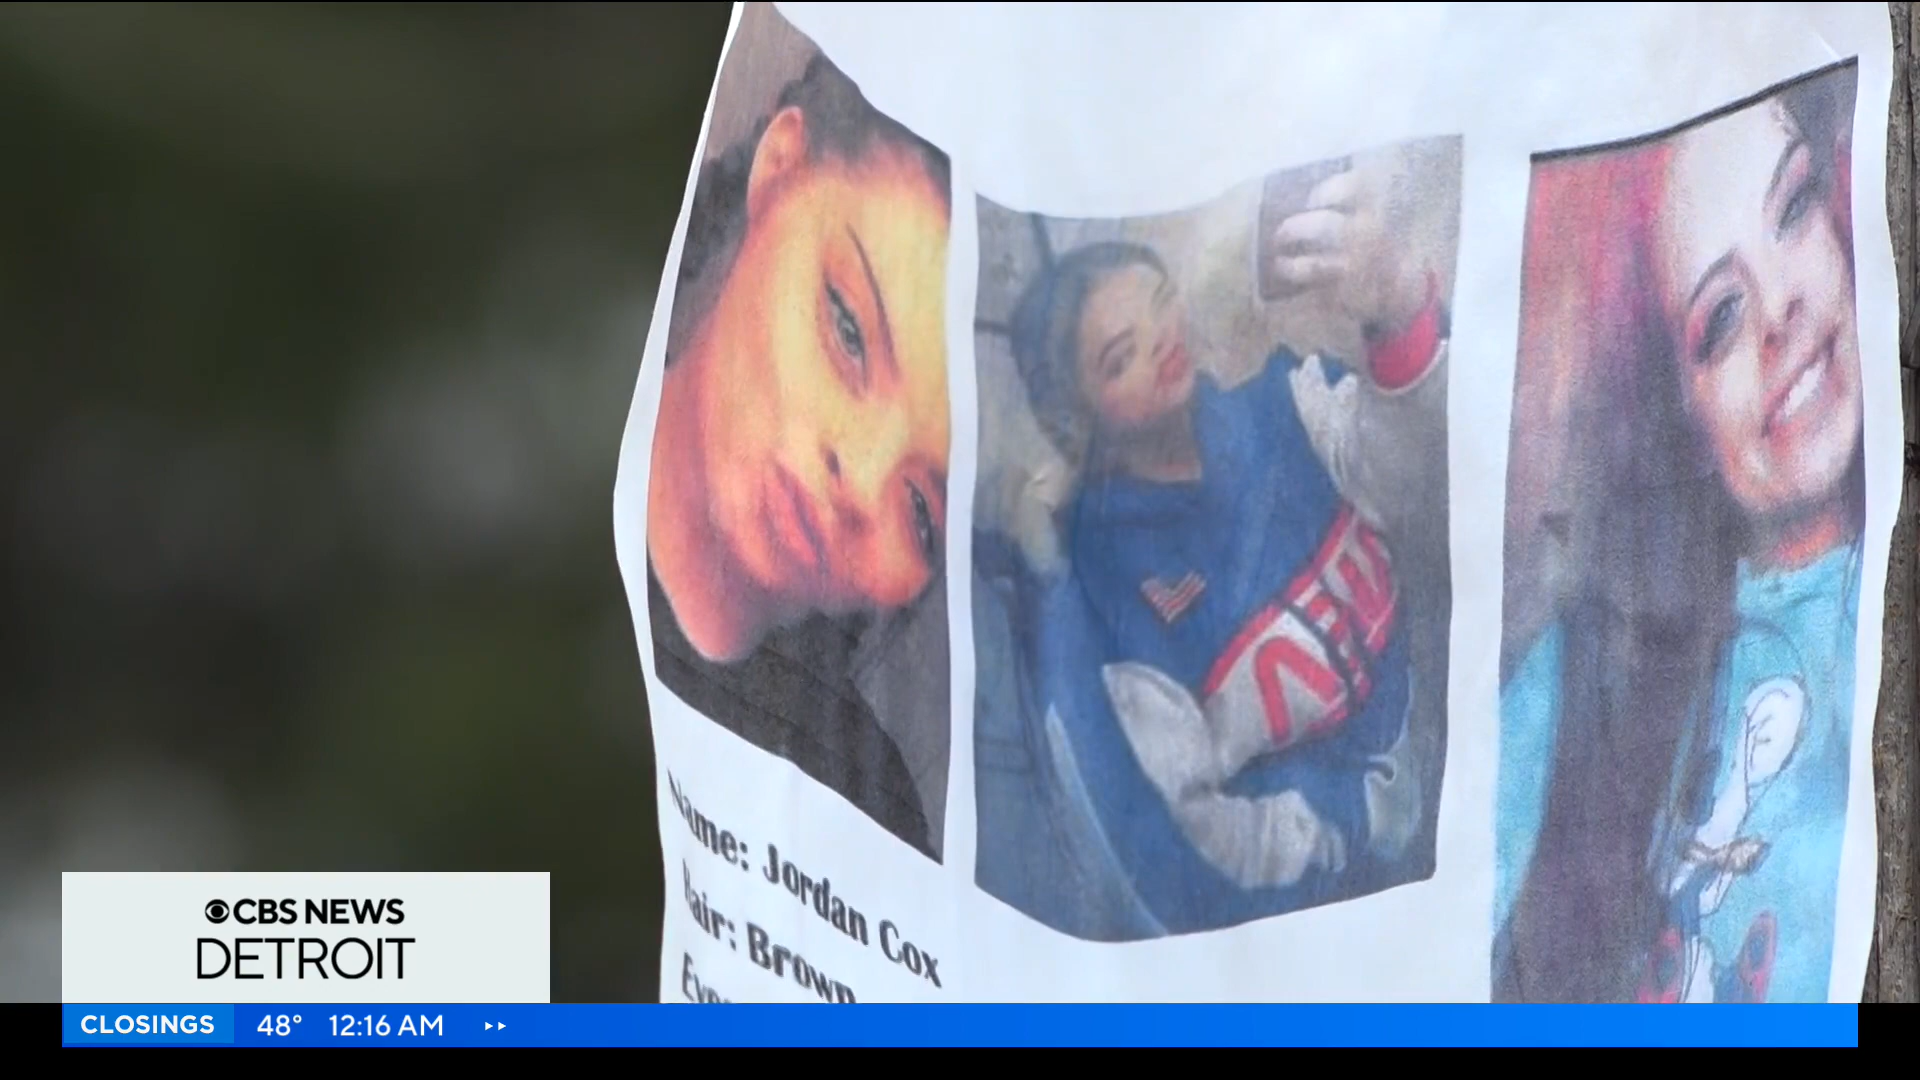 Name: Jordan Cox
Hair: Brown
CBS NEWS
DETROIT
CLOSINGS 48° 12:16 AM